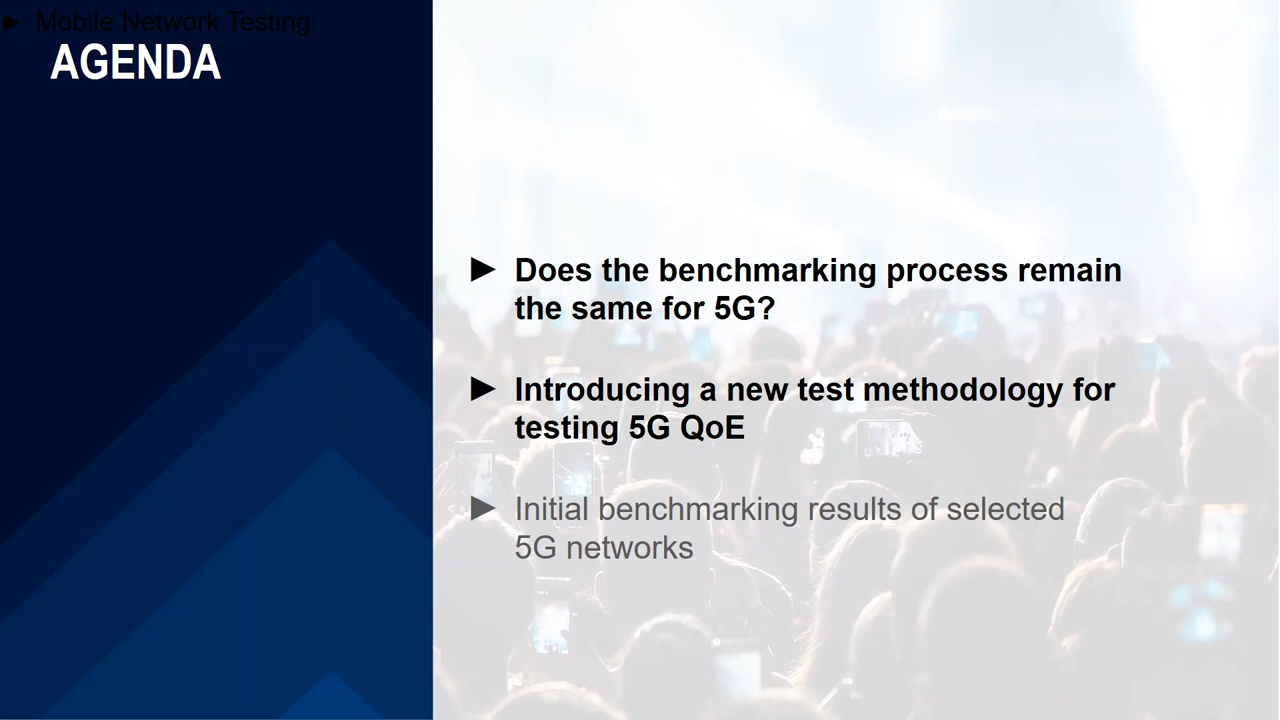 ► Mobile Network Testing
AGENDA
► Does the benchmarking process remain
the same for 5G?
► Introducing a new test methodology for
testing 5G QoE
► Initial benchmarking results of selected
5G networks